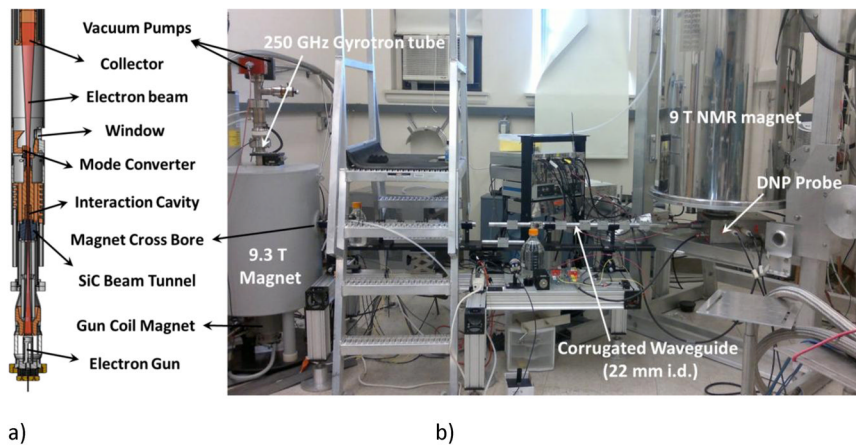 Vacuum Pumps
250 GHz Gyrotron tube
Collector
Electron beam
Window
Mode Converter
Interaction Cavity
Magnet Cross Bore
SiC Beam Tunnel
Gun Coil Magnet
Electron Gun
9.3 T
Magnet
9 T NMR magnet
DNP Probe
Corrugated Waveguide
(22 mm i.d.)
a)
b)